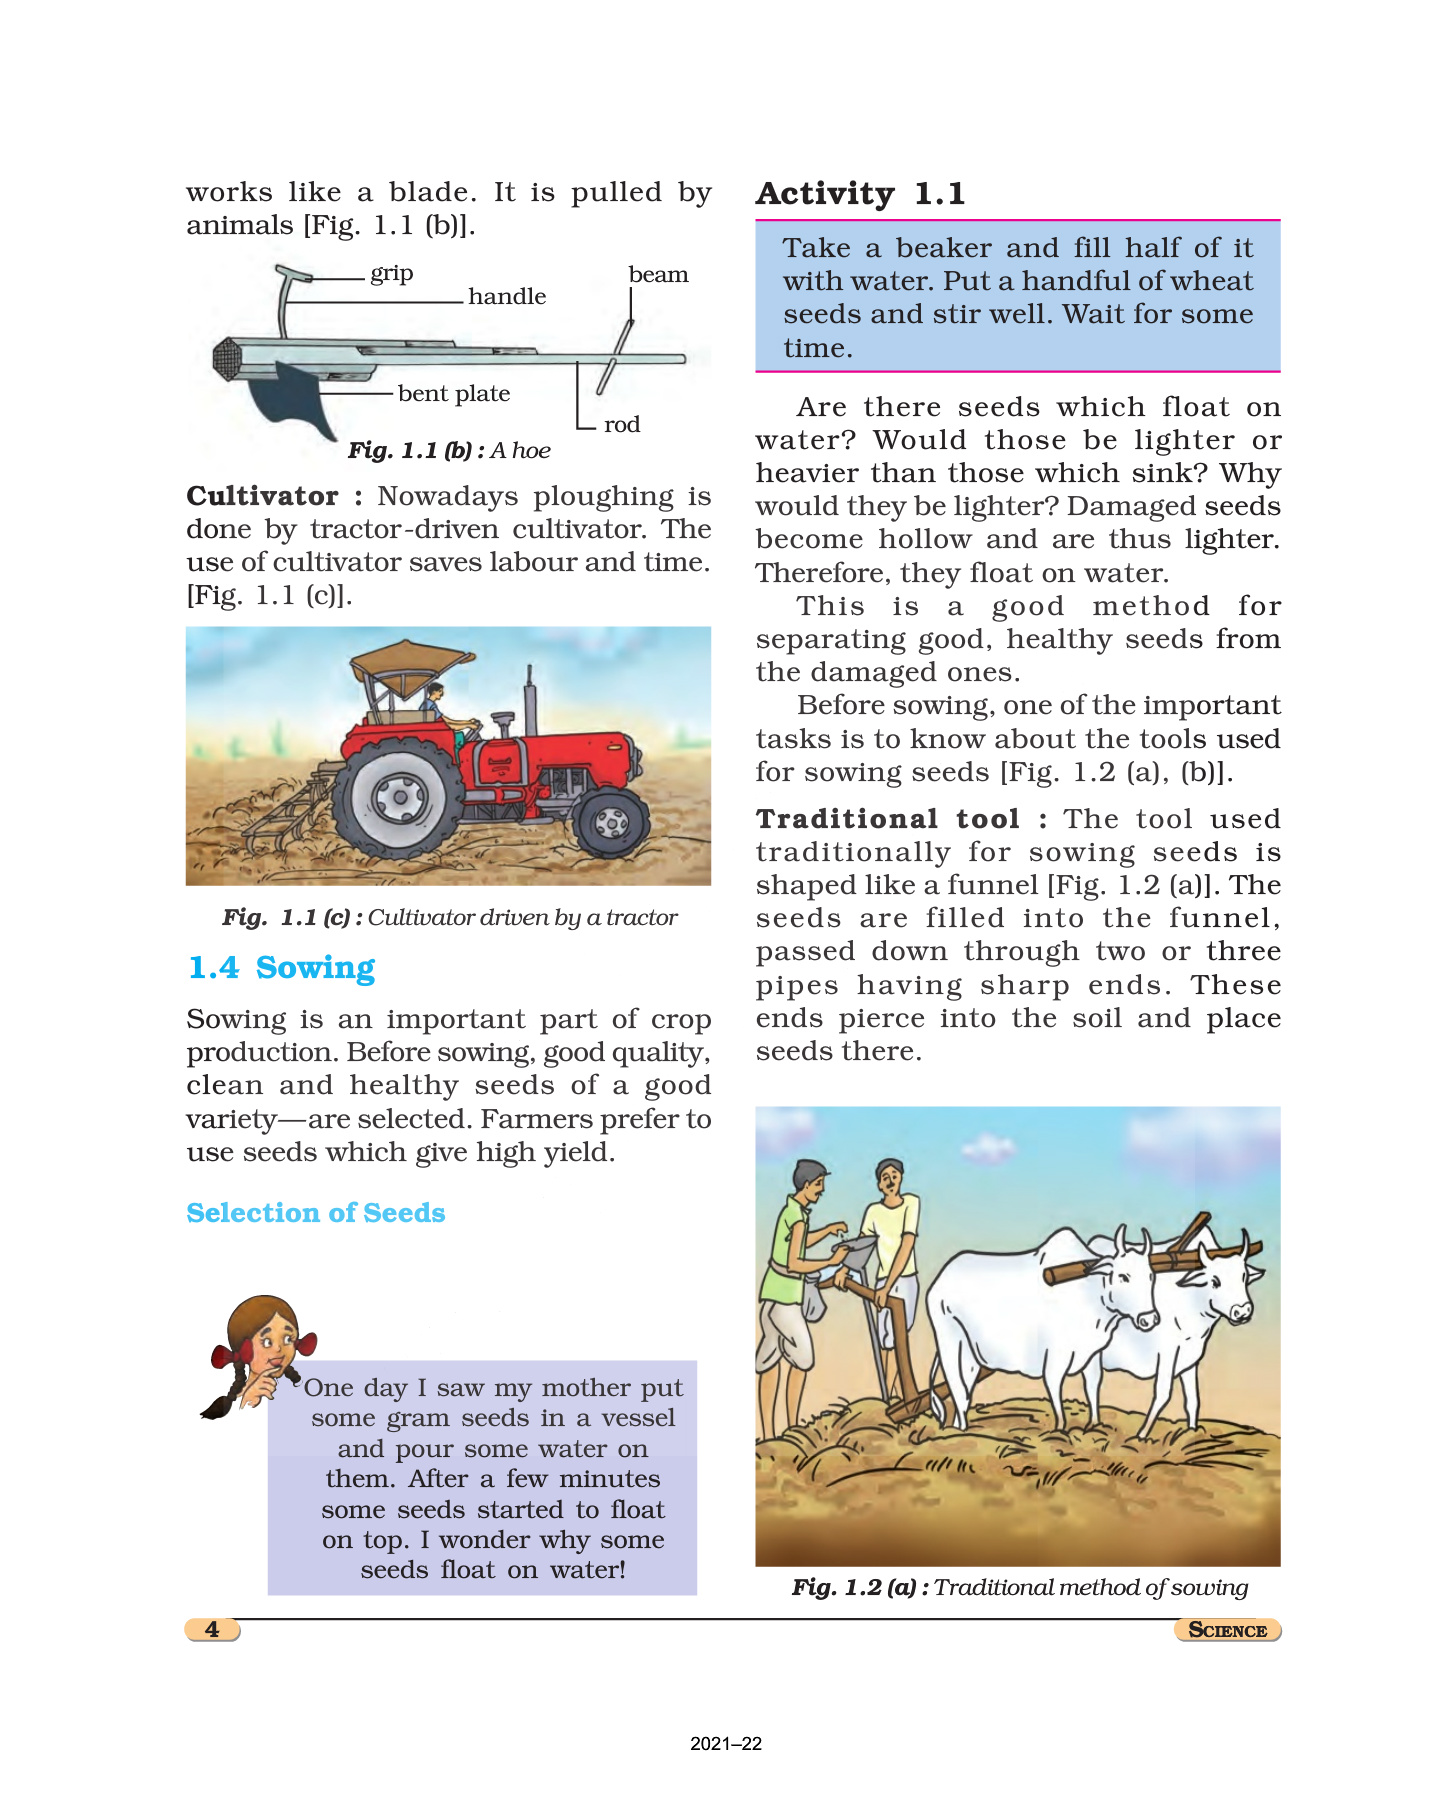 works like a blade. It is pulled by
animals [Fig. 1.1 (b)].
grip
handle
beam
bent plate
rod
Fig. 1.1 (b) : A hoe
Cultivator : Nowadays ploughing is
done by tractor-driven cultivator. The
use of cultivator saves labour and time.
[Fig. 1.1 (c)].
Fig. 1.1 (c) : Cultivator driven by a tractor
1.4 Sowing
Sowing is an important part of crop
production. Before sowing, good quality,
clean and healthy seeds of a good
variety—are selected. Farmers prefer to
use seeds which give high yield.
Selection of Seeds
One day I saw my mother put
some gram seeds in a vessel
and pour some water on
them. After a few minutes
some seeds started to float
on top. I wonder why some
seeds float on water!
Activity 1.1
Take a beaker and fill half of it
with water. Put a handful of wheat
seeds and stir well. Wait for some
time.
Are there seeds which float on
water? Would those be lighter or
heavier than those which sink? Why
would they be lighter? Damaged seeds
become hollow and are thus lighter.
Therefore, they float on water.
This is a good method for
separating good, healthy seeds from
the damaged ones.
Before sowing, one of the important
tasks is to know about the tools used
for sowing seeds [Fig. 1.2 (a), (b)].
Traditional tool : The tool used
traditionally for sowing seeds is
shaped like a funnel [Fig. 1.2 (a)]. The
seeds are filled into the funnel,
passed down through two or three
pipes having sharp ends. These
ends pierce into the soil and place
seeds there.
Fig. 1.2 (a) : Traditional method of sowing
4
SCIENCE
2021–22